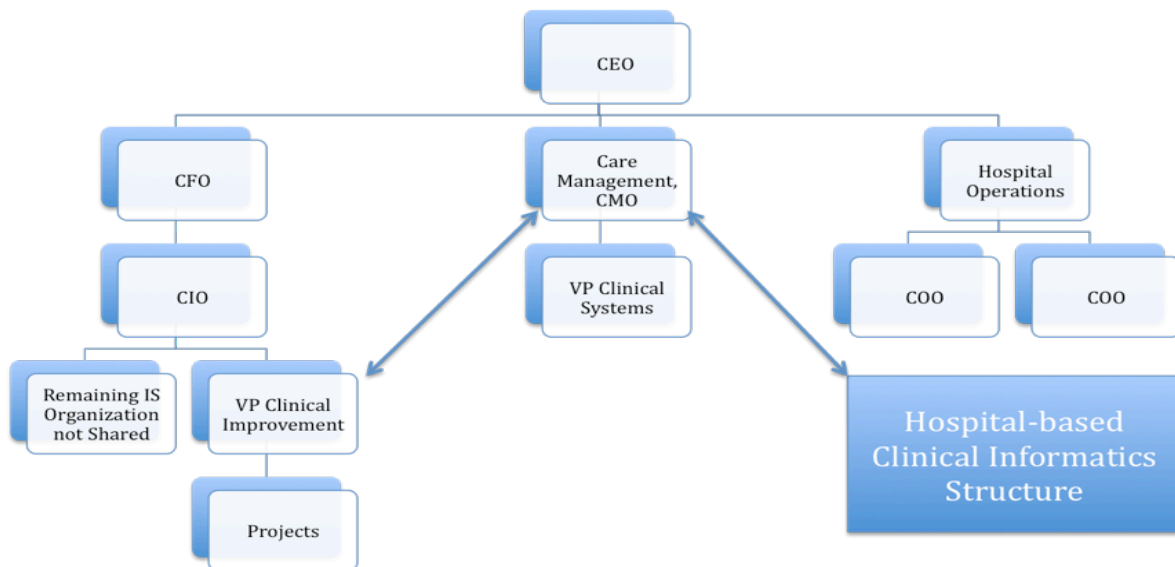 CEO
CFO
Care
Management,
CMO
Hospital
Operations
CIO
VP Clinical
Systems
COO
COO
Remaining IS
Organization
not Shared
VP Clinical
Improvement
Hospital-based
Clinical Informatics
Structure
Projects